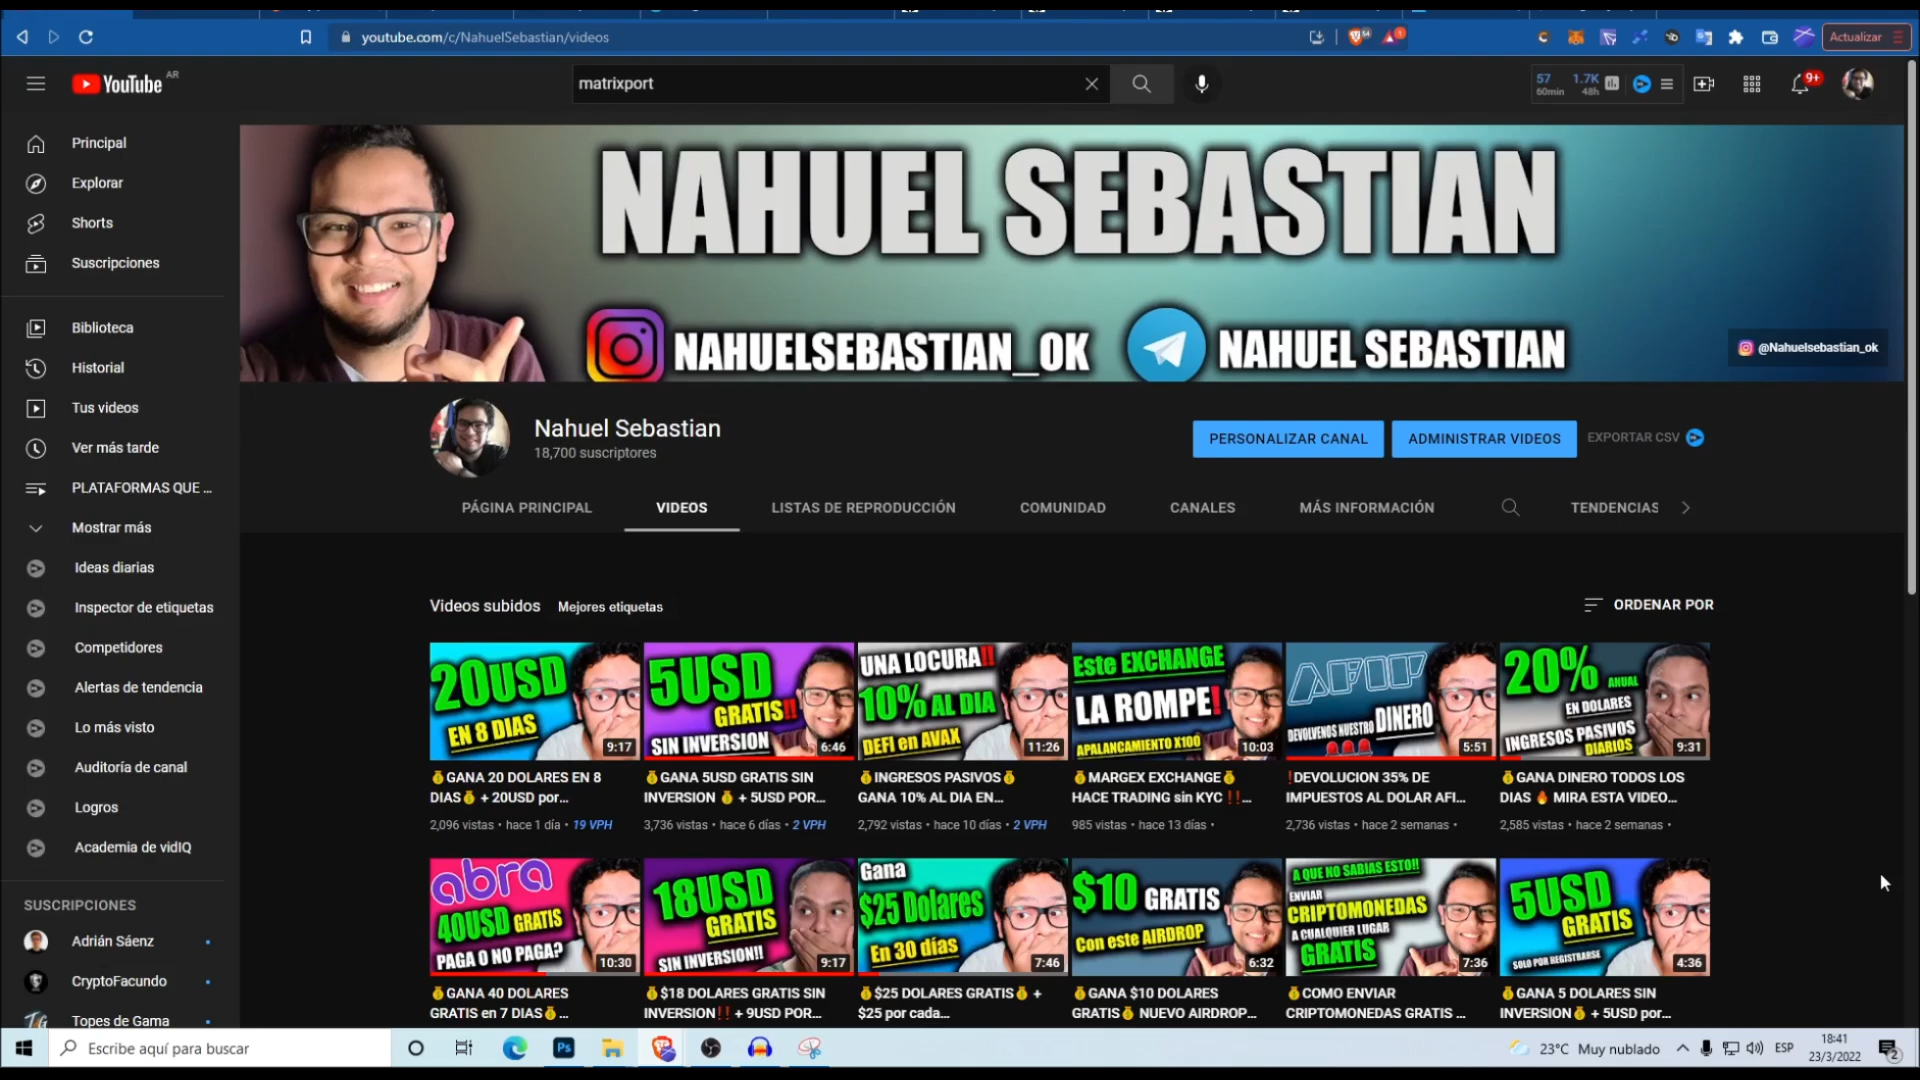 youtube.com/c/NahuelSebastian/videos
54
1
Actualizar
YouTube AR
matrixport
57
60min
1.7K
48h
9+
Principal
Explorar
Shorts
Suscripciones
Biblioteca
Historial
Tus videos
Ver más tarde
PLATAFORMAS QUE ...
Mostrar más
Ideas diarias
Inspector de etiquetas
Competidores
Alertas de tendencia
Lo más visto
Auditoría de canal
Logros
Academia de vidIQ
SUSCRIPCIONES
Adrián Sáenz
CryptoFacundo
Topes de Gama
NAHUEL SEBASTIAN
NAHUELSEBASTIAN_OK
NAHUEL SEBASTIAN
@Nahuelsebastian_ok
Nahuel Sebastian
18,700 suscriptores
PERSONALIZAR CANAL
ADMINISTRAR VIDEOS
EXPORTAR CSV
PÁGINA PRINCIPAL
VIDEOS
LISTAS DE REPRODUCCIÓN
COMUNIDAD
CANALES
MÁS INFORMACIÓN
TENDENCIAS
Videos subidos
Mejores etiquetas
ORDENAR POR
20USD
EN 8 DIAS
9:17
💰GANA 20 DOLARES EN 8
DIAS💰 + 20USD por...
2,096 vistas • hace 1 día • 19 VPH
5USD
GRATIS!!
SIN INVERSION
6:46
💰GANA 5USD GRATIS SIN
INVERSION 💰 + 5USD POR...
3,736 vistas • hace 6 días • 2 VPH
UNA LOCURA!!
10% AL DIA
DEFI en AVAX
11:26
💰INGRESOS PASIVOS💰
GANA 10% AL DIA EN...
2,792 vistas • hace 10 días • 2 VPH
Este EXCHANGE
LA ROMPE!
APALANCAMIENTO X100
10:03
💰MARGEX EXCHANGE💰
HACE TRADING sin KYC ‼️...
985 vistas • hace 13 días •
AFIP
DEVOLVENOS NUESTRO DINERO
5:51
❗DEVOLUCION 35% DE
IMPUESTOS AL DOLAR AFI...
2,736 vistas • hace 2 semanas •
20% ANUAL
EN DOLARES
INGRESOS PASIVOS
DIARIOS
9:31
💰GANA DINERO TODOS LOS
DIAS 🔥 MIRA ESTA VIDEO...
2,585 vistas • hace 2 semanas •
abra
40USD GRATIS
PAGA O NO PAGA?
10:30
💰GANA 40 DOLARES
GRATIS en 7 DIAS💰...
18USD
GRATIS
SIN INVERSION!!
9:17
💰$18 DOLARES GRATIS SIN
INVERSION‼️ + 9USD POR...
Gana
$25 Dolares
En 30 días
7:46
💰$25 DOLARES GRATIS💰 +
$25 por cada...
$10 GRATIS
Con este AIRDROP
6:32
💰GANA $10 DOLARES
GRATIS💰 NUEVO AIRDROP...
A QUE NO SABIAS ESTO!!
ENVIAR
CRIPTOMONEDAS
A CUALQUIER LUGAR
GRATIS
7:36
💰COMO ENVIAR
CRIPTOMONEDAS GRATIS ...
5USD
GRATIS
SOLO POR REGISTRARSE
4:36
💰GANA 5 DOLARES SIN
INVERSION💰 + 5USD por...
Escribe aquí para buscar
Ps
23°C Muy nublado
ESP
18:41
23/3/2022
2